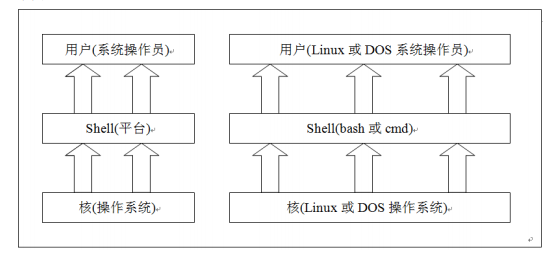 用户(系统操作员)
用户(Linux 或 DOS 系统操作员)
Shell(平台)
Shell(bash 或 cmd)
核(操作系统)
核(Linux 或 DOS 操作系统)